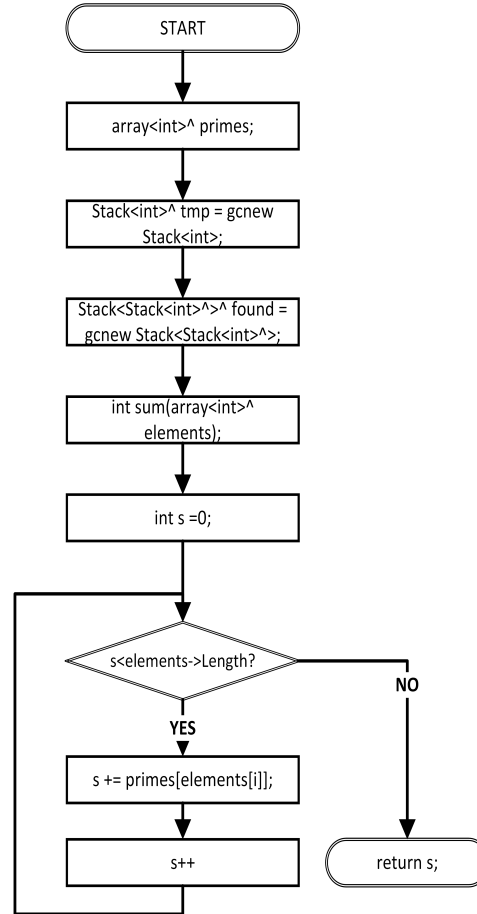 START
array<int>^ primes;
Stack<int>^ tmp = gcnew
Stack<int>;
Stack<Stack<int>^>^ found =
gcnew Stack<Stack<int>^>;
int sum(array<int>^
elements);
int s =0;
s<elements->Length?
NO
YES
s += primes[elements[i]];
s++
return s;